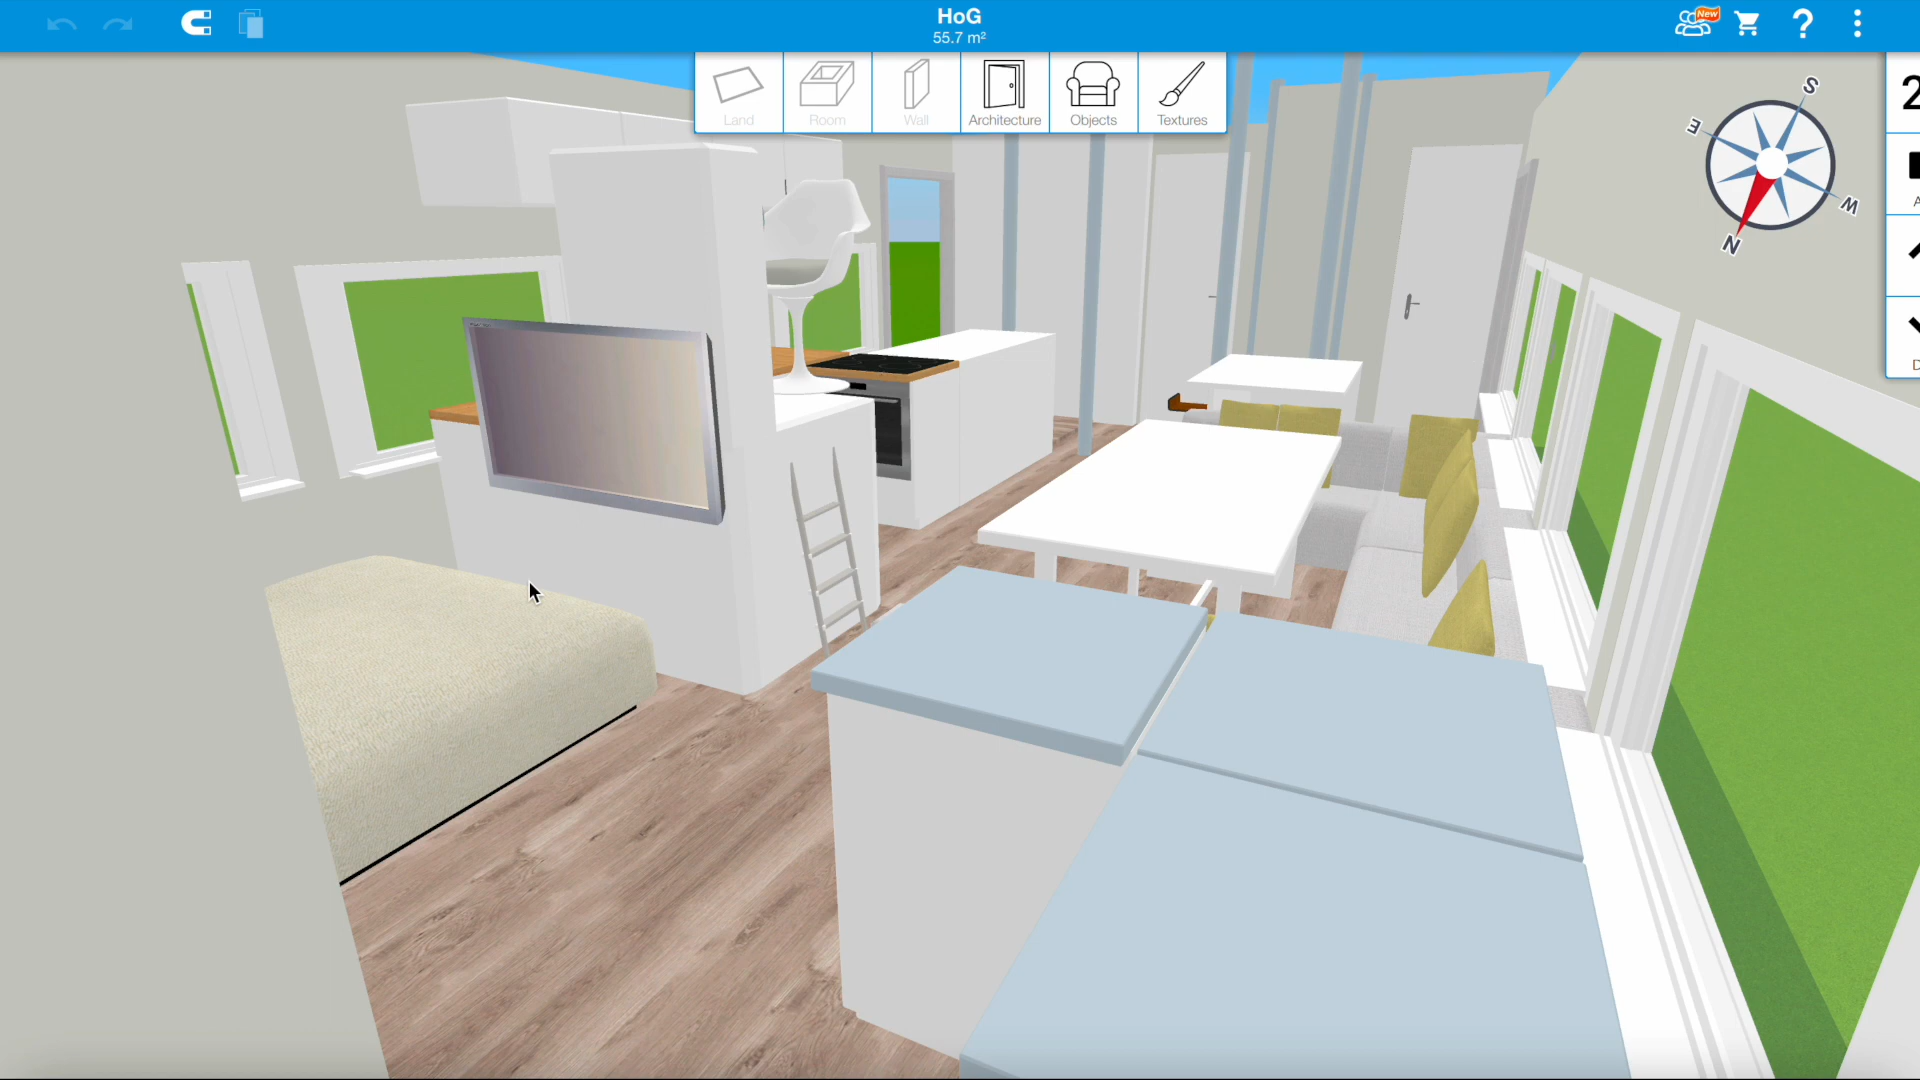 HoG
55.7 m²
New
Land
Room
Wall
Architecture
Objects
Textures
S
E
W
N
2